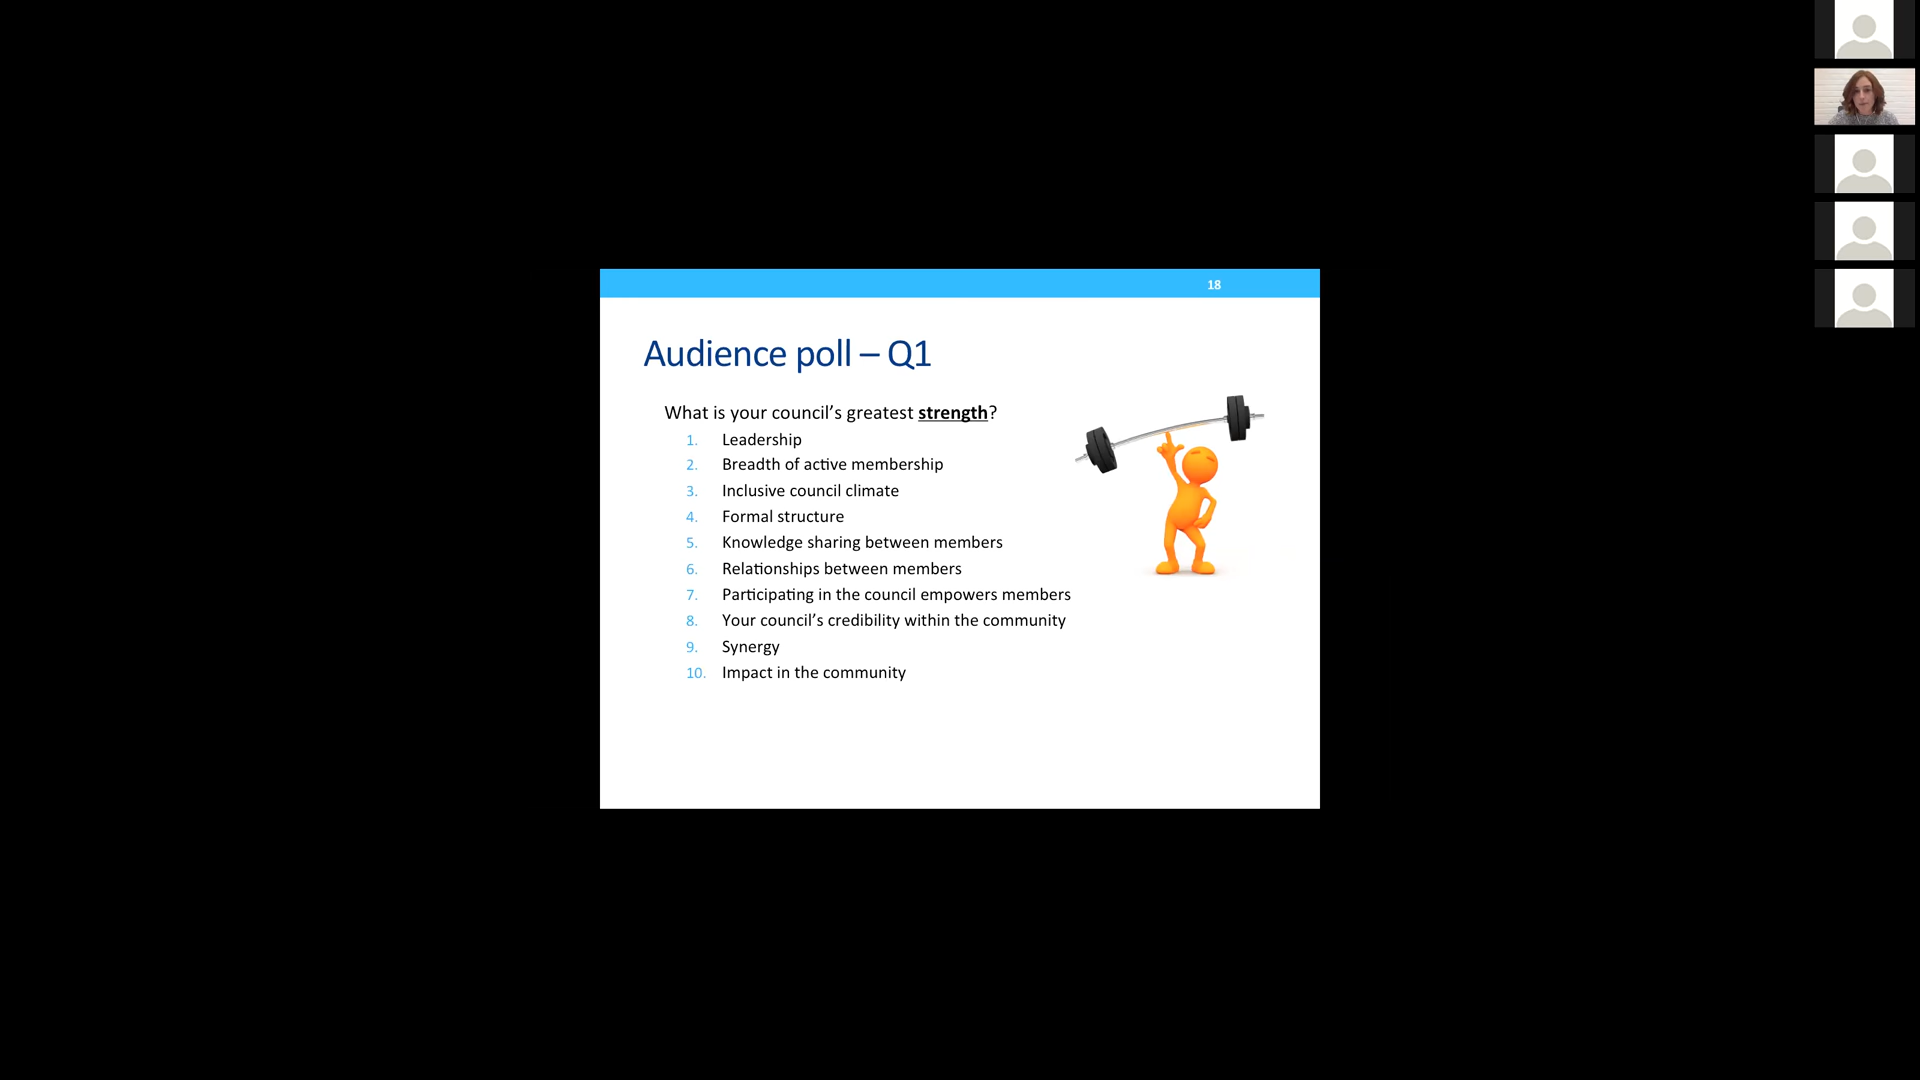 18
Audience poll – Q1
What is your council’s greatest strength?
1. Leadership
2. Breadth of active membership
3. Inclusive council climate
4. Formal structure
5. Knowledge sharing between members
6. Relationships between members
7. Participating in the council empowers members
8. Your council’s credibility within the community
9. Synergy
10. Impact in the community